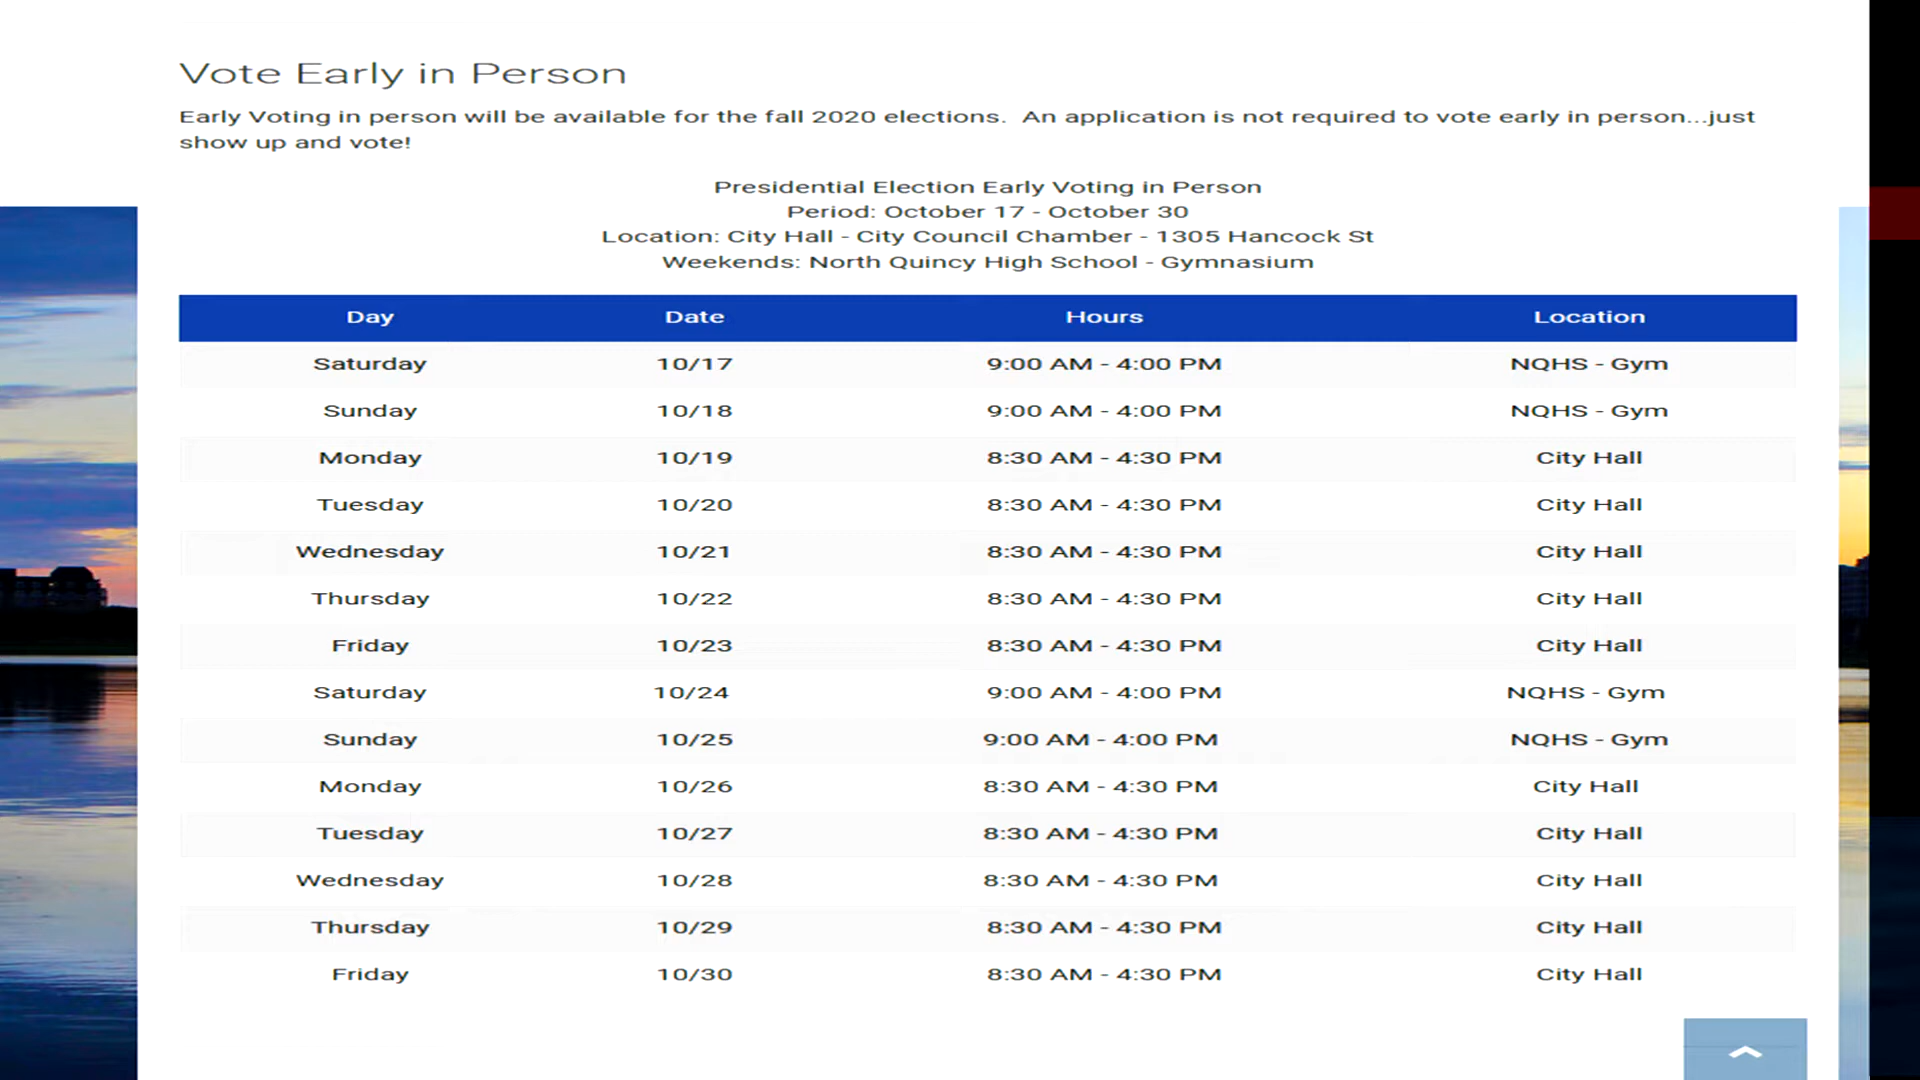 Vote Early in Person
Early Voting in person will be available for the fall 2020 elections.  An application is not required to vote early in person...just
show up and vote!
Presidential Election Early Voting in Person
Period: October 17 - October 30
Location: City Hall - City Council Chamber - 1305 Hancock St
Weekends: North Quincy High School - Gymnasium
Day Date Hours Location
Saturday 10/17 9:00 AM - 4:00 PM NQHS - Gym
Sunday 10/18 9:00 AM - 4:00 PM NQHS - Gym
Monday 10/19 8:30 AM - 4:30 PM City Hall
Tuesday 10/20 8:30 AM - 4:30 PM City Hall
Wednesday 10/21 8:30 AM - 4:30 PM City Hall
Thursday 10/22 8:30 AM - 4:30 PM City Hall
Friday 10/23 8:30 AM - 4:30 PM City Hall
Saturday 10/24 9:00 AM - 4:00 PM NQHS - Gym
Sunday 10/25 9:00 AM - 4:00 PM NQHS - Gym
Monday 10/26 8:30 AM - 4:30 PM City Hall
Tuesday 10/27 8:30 AM - 4:30 PM City Hall
Wednesday 10/28 8:30 AM - 4:30 PM City Hall
Thursday 10/29 8:30 AM - 4:30 PM City Hall
Friday 10/30 8:30 AM - 4:30 PM City Hall